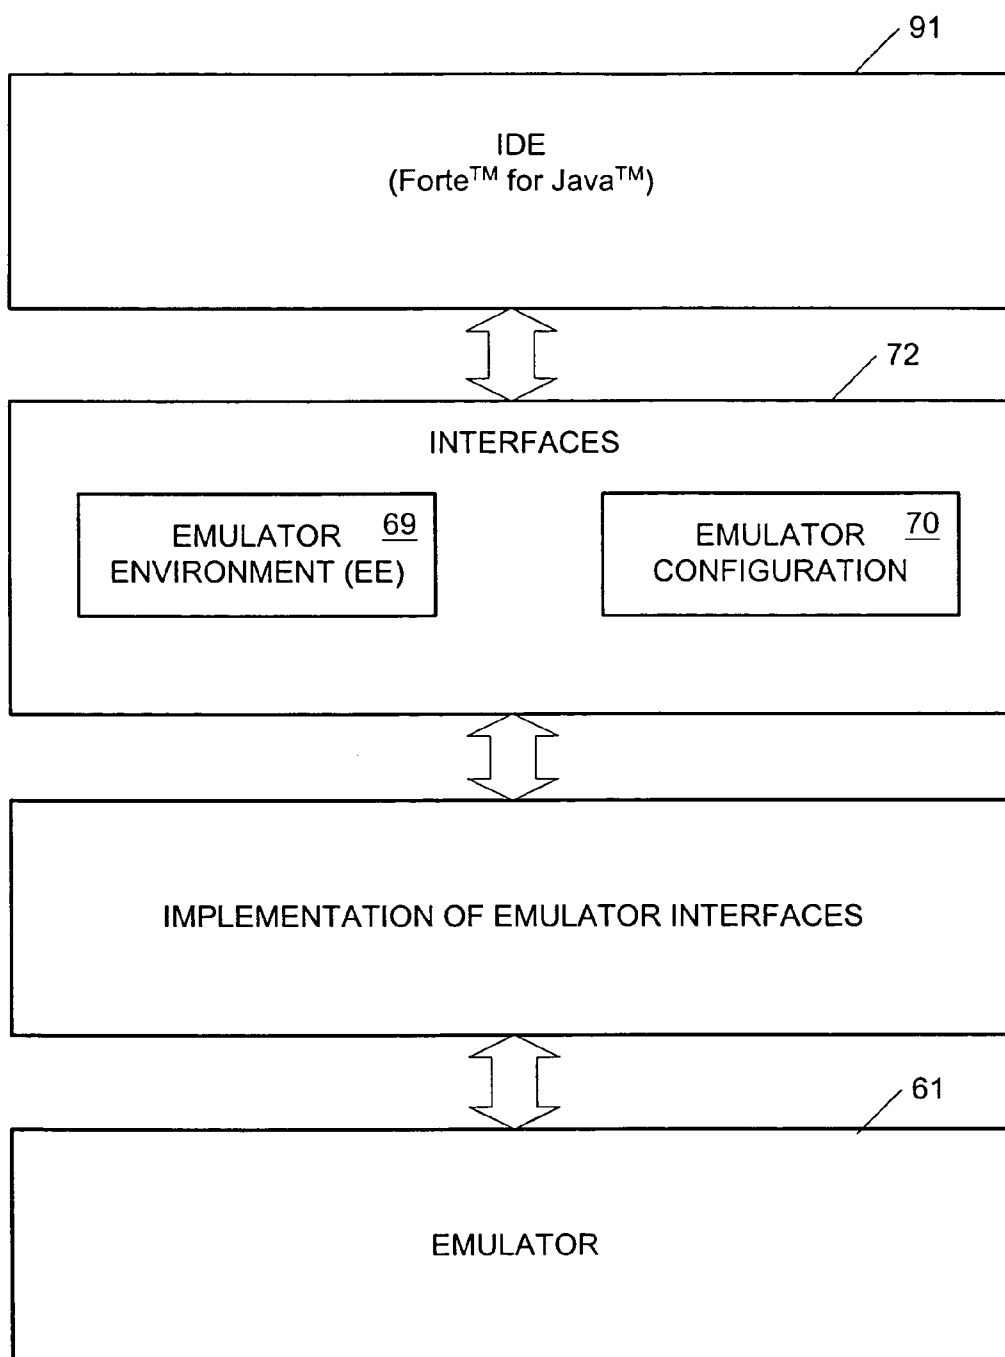 91
IDE
(Forte™ for Java™)
72
INTERFACES
EMULATOR 69
ENVIRONMENT (EE)
EMULATOR 70
CONFIGURATION
IMPLEMENTATION OF EMULATOR INTERFACES
61
EMULATOR